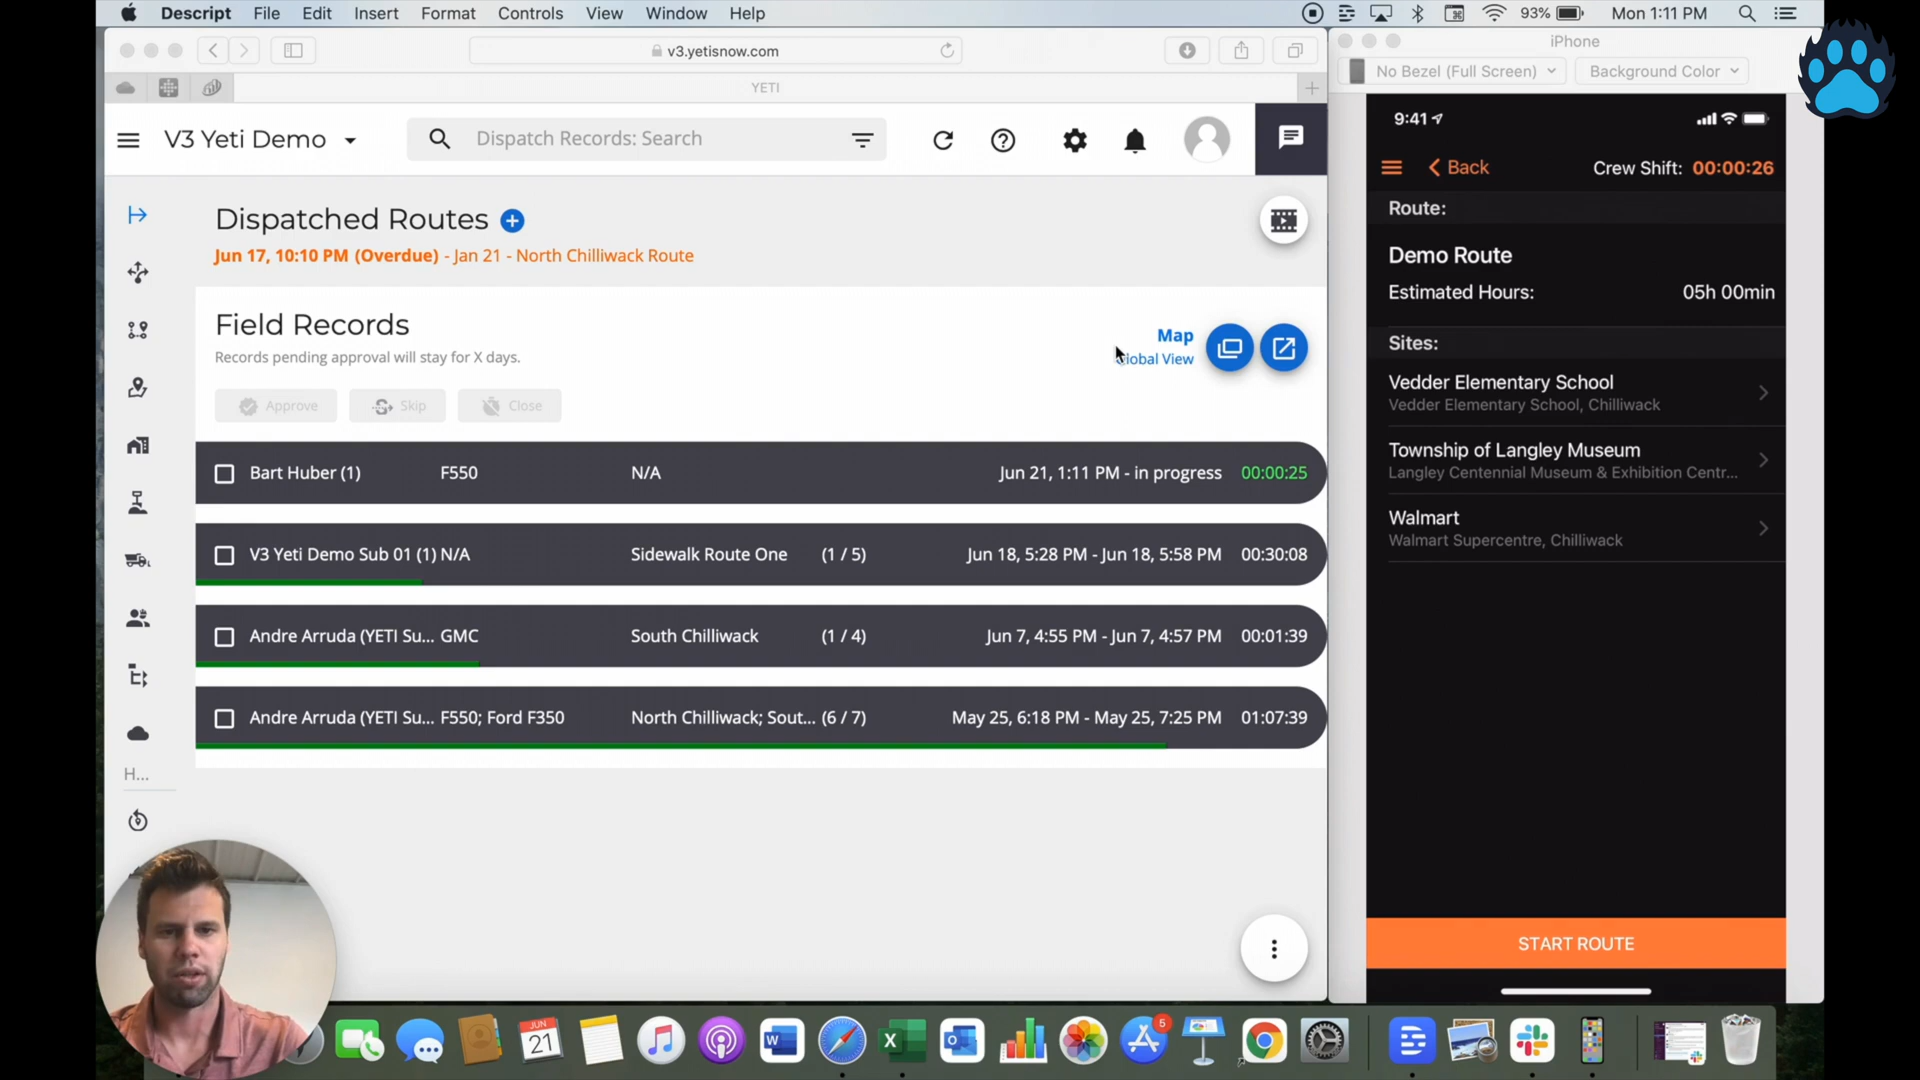 Descript File Edit Insert Format Controls View Window Help
93% Mon 1:11 PM
v3.yetisnow.com
YETI
V3 Yeti Demo
Dispatch Records: Search
Dispatched Routes
Jun 17, 10:10 PM (Overdue) - Jan 21 - North Chilliwack Route
Field Records
Records pending approval will stay for X days.
Map
Global View
Approve Skip Close
Bart Huber (1) F550 N/A Jun 21, 1:11 PM - in progress 00:00:25
V3 Yeti Demo Sub 01 (1) N/A Sidewalk Route One (1 / 5) Jun 18, 5:28 PM - Jun 18, 5:58 PM 00:30:08
Andre Arruda (YETI Su... GMC South Chilliwack (1 / 4) Jun 7, 4:55 PM - Jun 7, 4:57 PM 00:01:39
Andre Arruda (YETI Su... F550; Ford F350 North Chilliwack; Sout... (6 / 7) May 25, 6:18 PM - May 25, 7:25 PM 01:07:39
H...
iPhone
No Bezel (Full Screen) Background Color
9:41
Back Crew Shift: 00:00:26
Route:
Demo Route
Estimated Hours: 05h 00min
Sites:
Vedder Elementary School
Vedder Elementary School, Chilliwack
Township of Langley Museum
Langley Centennial Museum & Exhibition Centr...
Walmart
Walmart Supercentre, Chilliwack
START ROUTE
JUN
21
W
X
5